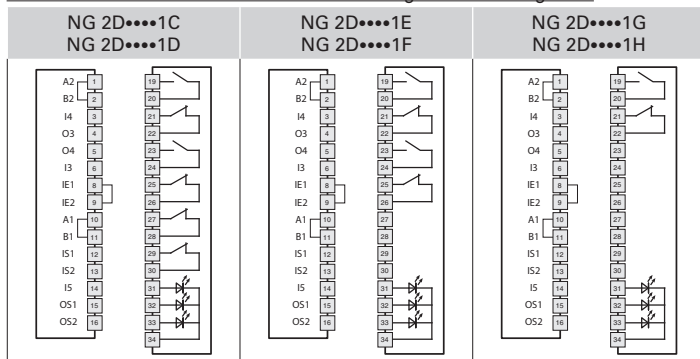 NG 2D••••1C
NG 2D••••1D
A2 1 19
B2 2 20
I4 3 21
O3 4 22
O4 5 23
I3 6 24
IE1 8 25
IE2 9 26
A1 10 27
B1 11 28
IS1 12 29
IS2 13 30
I5 14 31
OS1 15 32
OS2 16 33
34
NG 2D••••1E
NG 2D••••1F
A2 1 19
B2 2 20
I4 3 21
O3 4 22
O4 5 23
I3 6 24
IE1 8 25
IE2 9 26
A1 10 27
B1 11 28
IS1 12 29
IS2 13 30
I5 14 31
OS1 15 32
OS2 16 33
34
NG 2D••••1G
NG 2D••••1H
A2 1 19
B2 2 20
I4 3 21
O3 4 22
O4 5 23
I3 6 24
IE1 8 25
IE2 9 26
A1 10 27
B1 11 28
IS1 12 29
IS2 13 30
I5 14 31
OS1 15 32
OS2 16 33
34